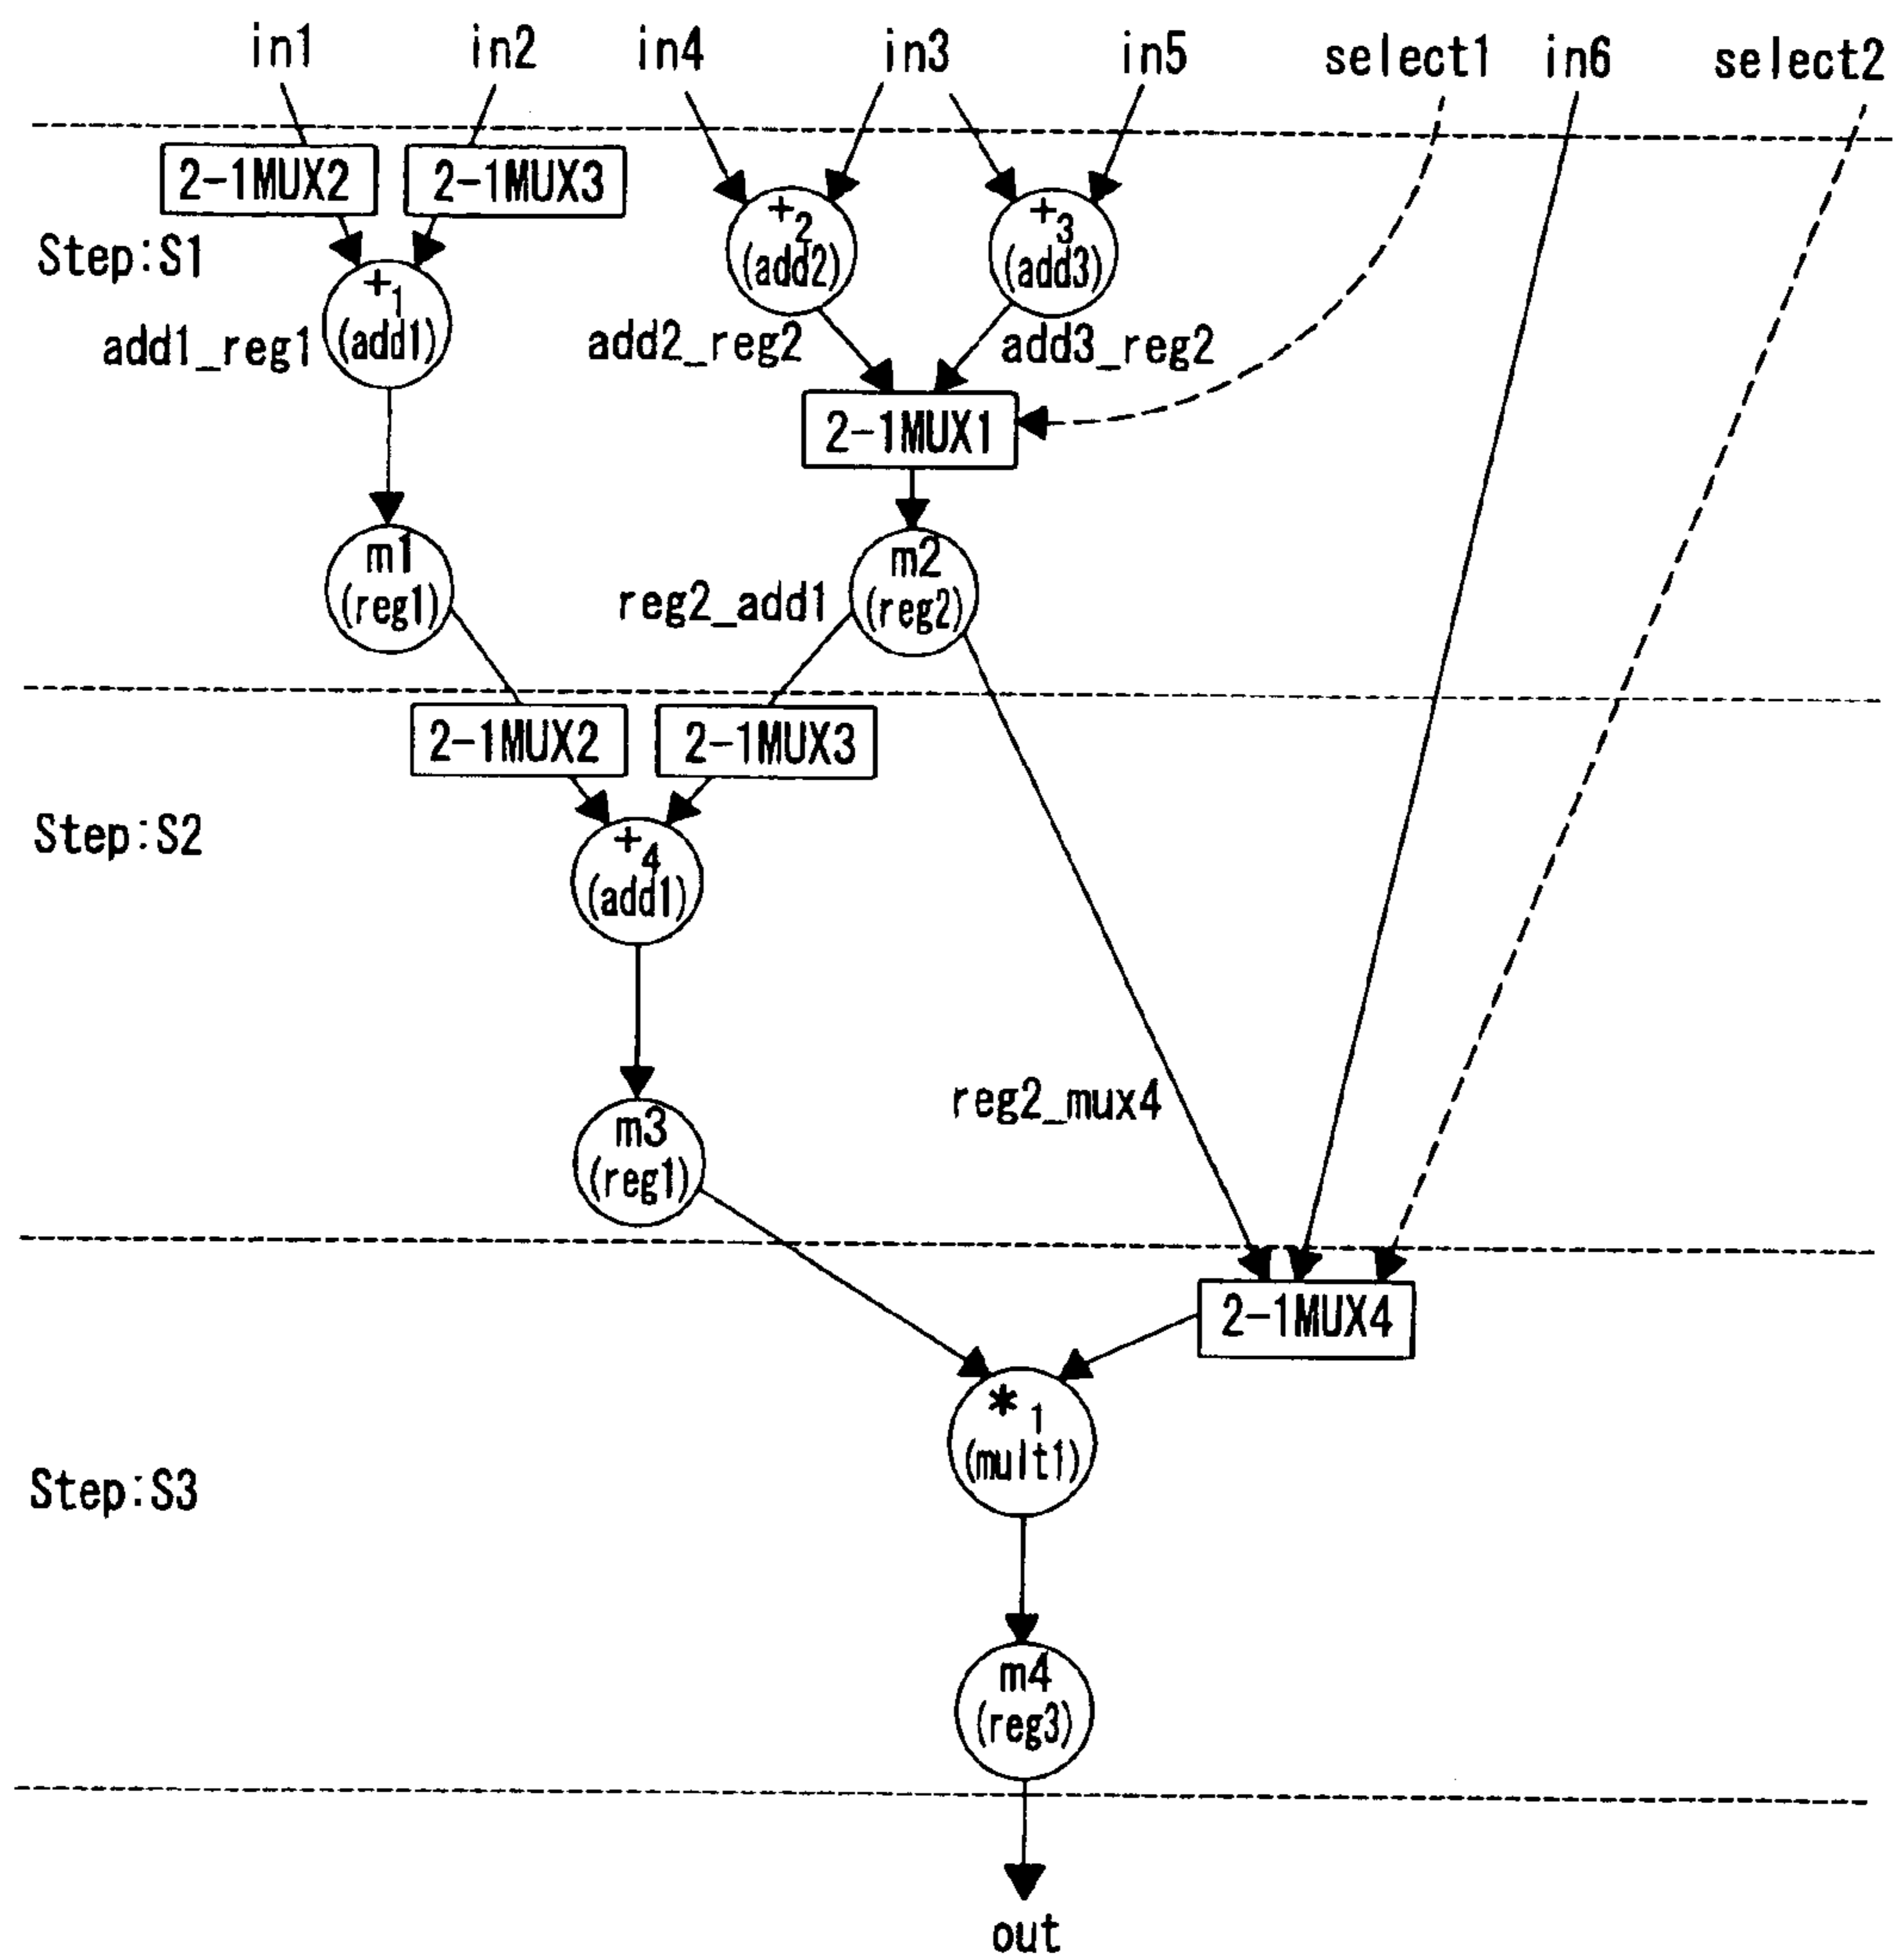 in1 in2 in4 in3 in5 select1 in6 select2
2-1MUX2 2-1MUX3
+2
(add2)
+3
(add3)
Step:S1
+1
(add1)
add1_reg1
add2_reg2
add3_reg2
2-1MUX1
m1
(reg1)
m2
(reg2)
reg2_add1
2-1MUX2 2-1MUX3
Step:S2
+4
(add1)
reg2_mux4
m3
(reg1)
2-1MUX4
*1
(mult1)
Step:S3
m4
(reg3)
out